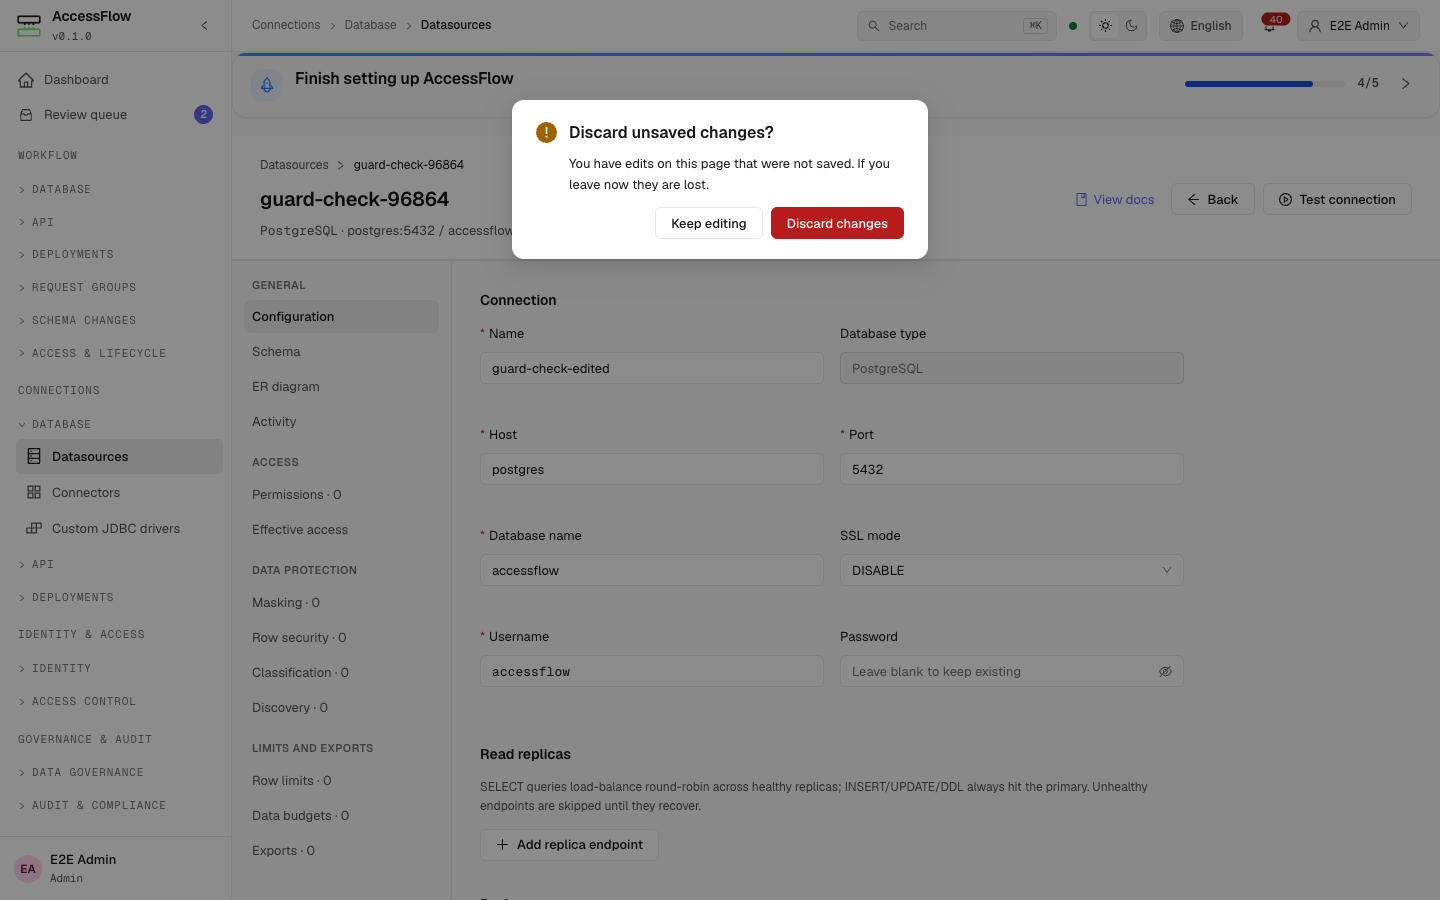 AccessFlow
v0.1.0
Connections > Database > Datasources
Search
⌘K
English
40
E2E Admin
Dashboard
Review queue
2
WORKFLOW
DATABASE
API
DEPLOYMENTS
REQUEST GROUPS
SCHEMA CHANGES
ACCESS & LIFECYCLE
CONNECTIONS
DATABASE
Datasources
Connectors
Custom JDBC drivers
API
DEPLOYMENTS
IDENTITY & ACCESS
IDENTITY
ACCESS CONTROL
GOVERNANCE & AUDIT
DATA GOVERNANCE
AUDIT & COMPLIANCE
EA
E2E Admin
Admin
Finish setting up AccessFlow
4/5
Discard unsaved changes?
You have edits on this page that were not saved. If you
leave now they are lost.
Keep editing
Discard changes
Datasources > guard-check-96864
guard-check-96864
PostgreSQL · postgres:5432 / accessflow
View docs
Back
Test connection
GENERAL
Configuration
Schema
ER diagram
Activity
ACCESS
Permissions · 0
Effective access
DATA PROTECTION
Masking · 0
Row security · 0
Classification · 0
Discovery · 0
LIMITS AND EXPORTS
Row limits · 0
Data budgets · 0
Exports · 0
Connection
* Name
guard-check-edited
Database type
PostgreSQL
* Host
postgres
* Port
5432
* Database name
accessflow
SSL mode
DISABLE
* Username
accessflow
Password
Leave blank to keep existing
Read replicas
SELECT queries load-balance round-robin across healthy replicas; INSERT/UPDATE/DDL always hit the primary. Unhealthy
endpoints are skipped until they recover.
Add replica endpoint